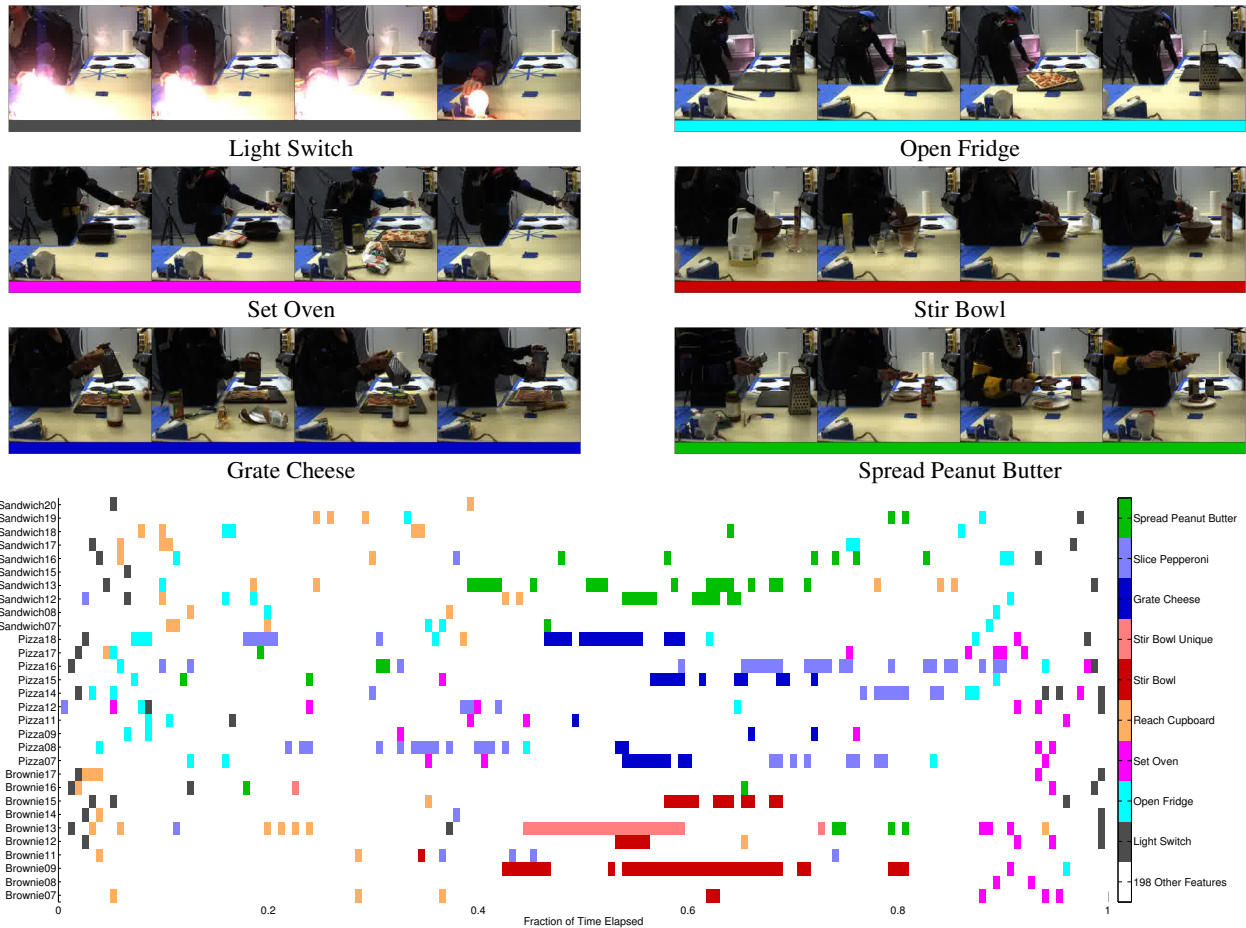 Light Switch
Open Fridge
Set Oven
Stir Bowl
Grate Cheese
Spread Peanut Butter
Sandwich20
Sandwich19
Sandwich18
Sandwich17
Sandwich16
Sandwich15
Sandwich13
Sandwich12
Sandwich08
Sandwich07
Pizza18
Pizza17
Pizza16
Pizza15
Pizza14
Pizza12
Pizza11
Pizza09
Pizza08
Pizza07
Brownie17
Brownie16
Brownie15
Brownie14
Brownie13
Brownie12
Brownie11
Brownie09
Brownie08
Brownie07
0 0.2 0.4 0.6 0.8 1
Fraction of Time Elapsed
Spread Peanut Butter
Slice Pepperoni
Grate Cheese
Stir Bowl Unique
Stir Bowl
Reach Cupboard
Set Oven
Open Fridge
Light Switch
198 Other Features